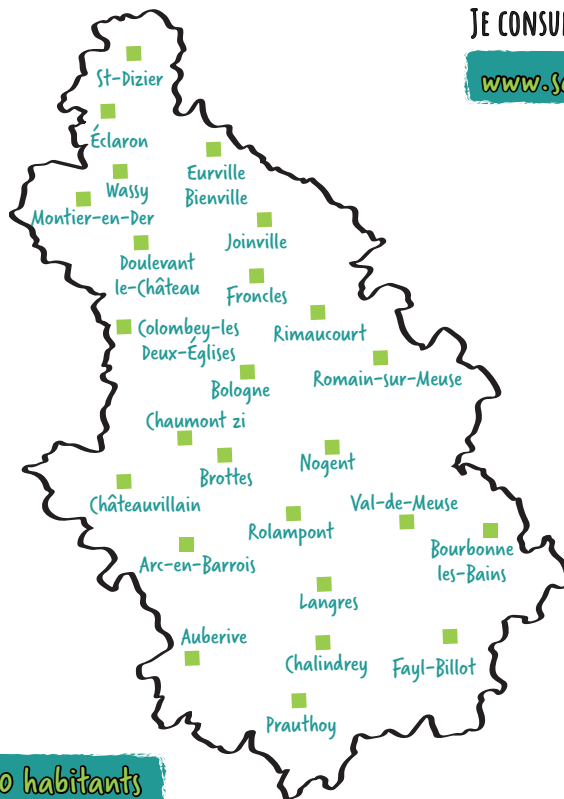 JE CONSU
www.s
St-Dizier
Éclaron
Wassy
Eurville
Bienville
Montier-en-Der
Joinville
Doulevant
le-Château
Froncles
Colombey-les
Deux-Églises
Rimaucourt
Bologne
Romain-sur-Meuse
Chaumont zi
Brottes
Nogent
Châteauvillain
Val-de-Meuse
Rolampont
Bourbonne
les-Bains
Arc-en-Barrois
Langres
Auberive
Chalindrey
Fayl-Billot
Prauthoy
0 habitants